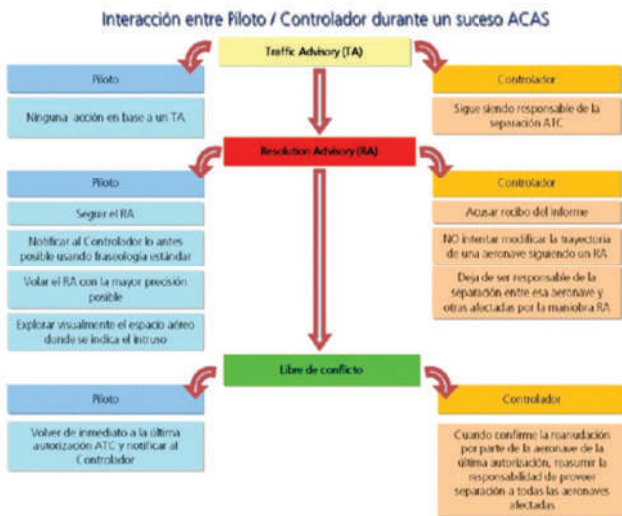 Interacción entre Piloto / Controlador durante un suceso ACAS
Traffic Advisory (TA)
Piloto
Ninguna acción en base a un TA
Controlador
Sigue siendo responsable de la
separación ATC
Resolution Advisory (RA)
Piloto
Seguir el RA
Notificar al Controlador lo antes
posible usando fraseología estándar
Volar el RA con la mayor precisión
posible
Explorar visualmente el espacio aéreo
donde se indica el intruso
Controlador
Acusar recibo del informe
NO intentar modificar la trayectoria
de una aeronave siguiendo un RA
Deja de ser responsable de la
separación entre esa aeronave y
otras afectadas por la maniobra RA
Libre de conflicto
Piloto
Volver de inmediato a la última
autorización ATC y notificar al
Controlador
Controlador
Cuando confirme la reanudación
por parte de la aeronave de la
última autorización, reasumir la
responsabilidad de proveer
separación a todas las aeronaves
afectadas